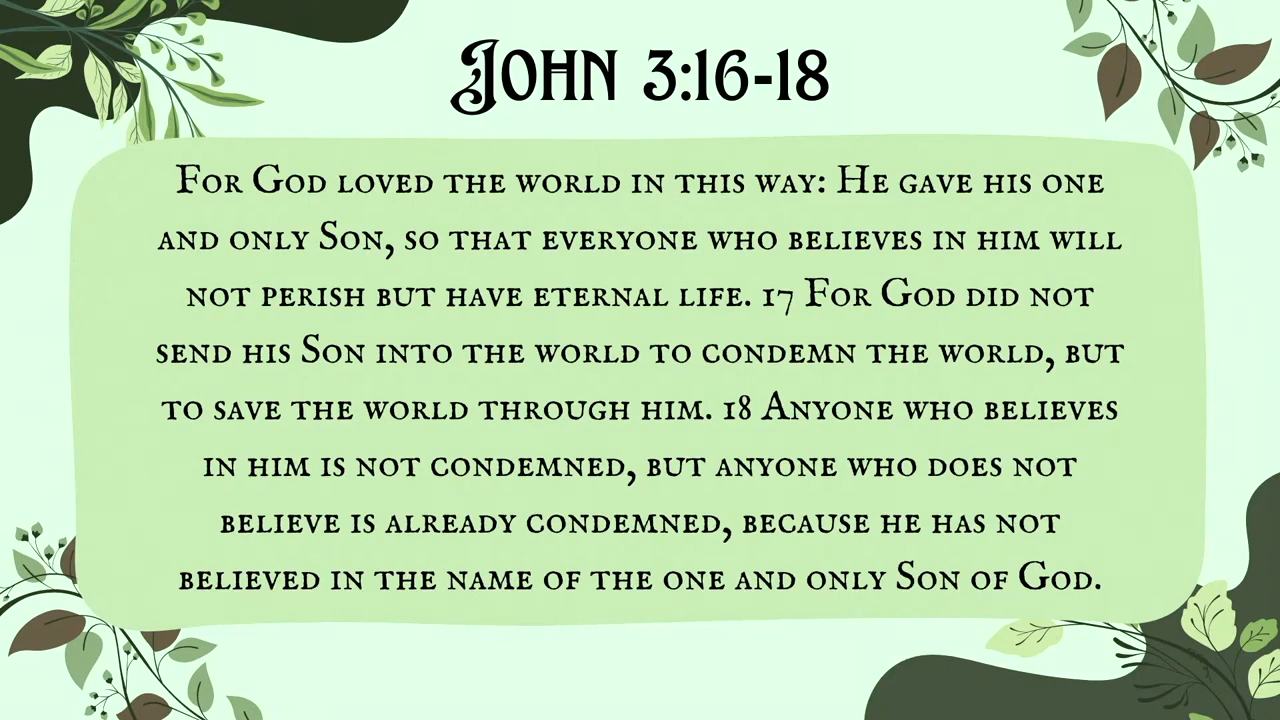 John 3:16-18
For God loved the world in this way: He gave his one
and only Son, so that everyone who believes in him will
not perish but have eternal life. 17 For God did not
send his Son into the world to condemn the world, but
to save the world through him. 18 Anyone who believes
in him is not condemned, but anyone who does not
believe is already condemned, because he has not
believed in the name of the one and only Son of God.